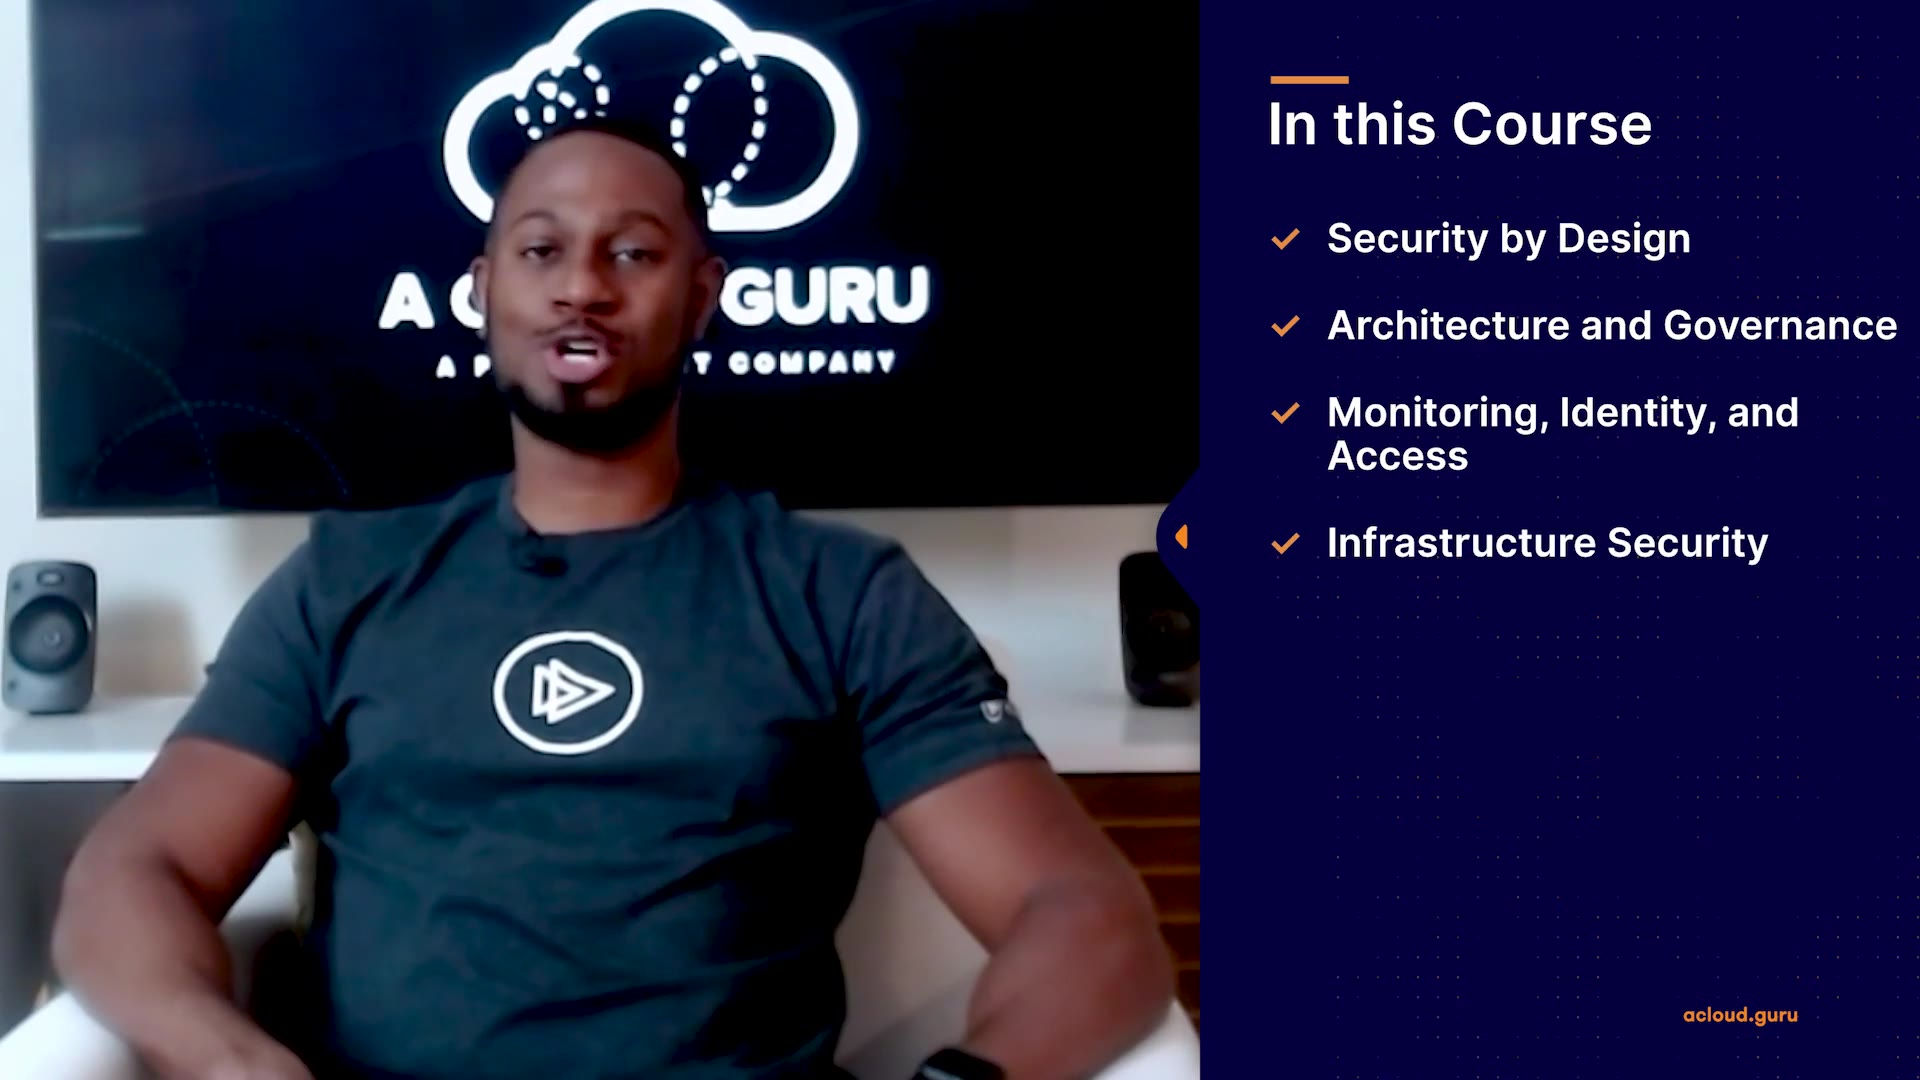 A GURU
A COMPANY
In this Course
Security by Design
Architecture and Governance
Monitoring, Identity, and
Access
Infrastructure Security
acloud.guru